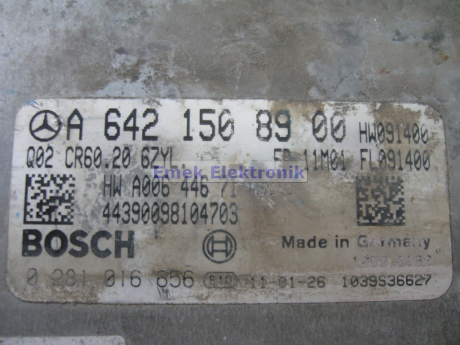 A 642 150 89 00 HW091400
Q02 CR60.20 6ZYL 5D 11M01 FL091400
Emek Elektronik
HW A006 446 71
44390098104703
BOSCH Made in Germany
0 281 016 656 11-01-26 1039S36627